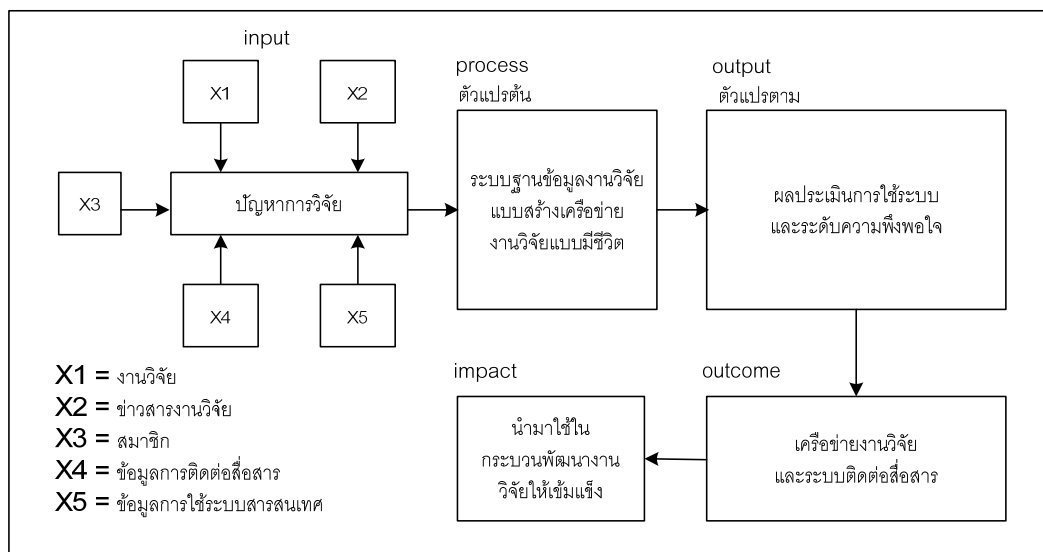 input
X1
X2
X3
ปัญหาการวิจัย
X4
X5
process
ตัวแปรต้น
ระบบฐานข้อมูลงานวิจัย
แบบสร้างเครือข่าย
งานวิจัยแบบมีชีวิต
output
ตัวแปรตาม
ผลประเมินการใช้ระบบ
และระดับความพึงพอใจ
outcome
เครือข่ายงานวิจัย
และระบบติดต่อสื่อสาร
impact
นำมาใช้ใน
กระบวนพัฒนางาน
วิจัยให้เข้มแข็ง
X1 = งานวิจัย
X2 = ข่าวสารงานวิจัย
X3 = สมาชิก
X4 = ข้อมูลการติดต่อสื่อสาร
X5 = ข้อมูลการใช้ระบบสารสนเทศ